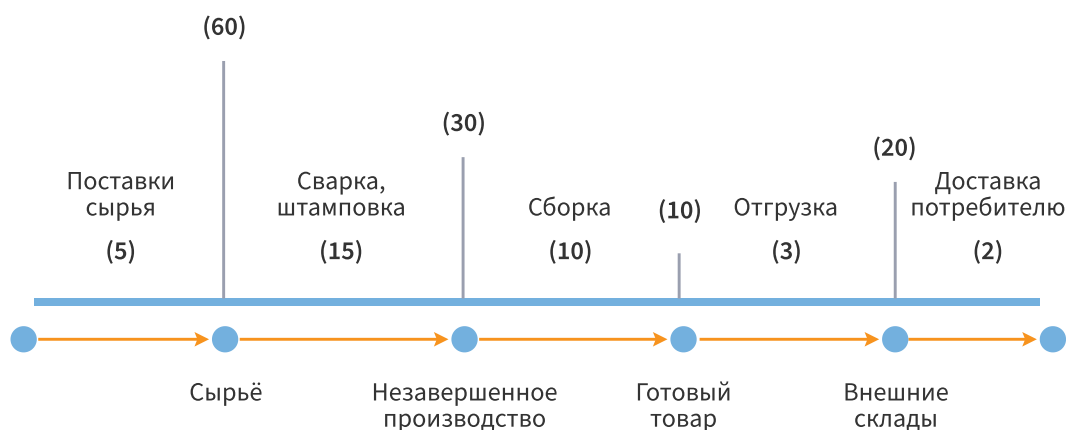 (60)
(30)
(20)
Поставки
сырья
(5)
Сварка,
штамповка
(15)
Сборка
(10)
(10)
Отгрузка
(3)
Доставка
потребителю
(2)
Сырьё
Незавершенное
производство
Готовый
товар
Внешние
склады